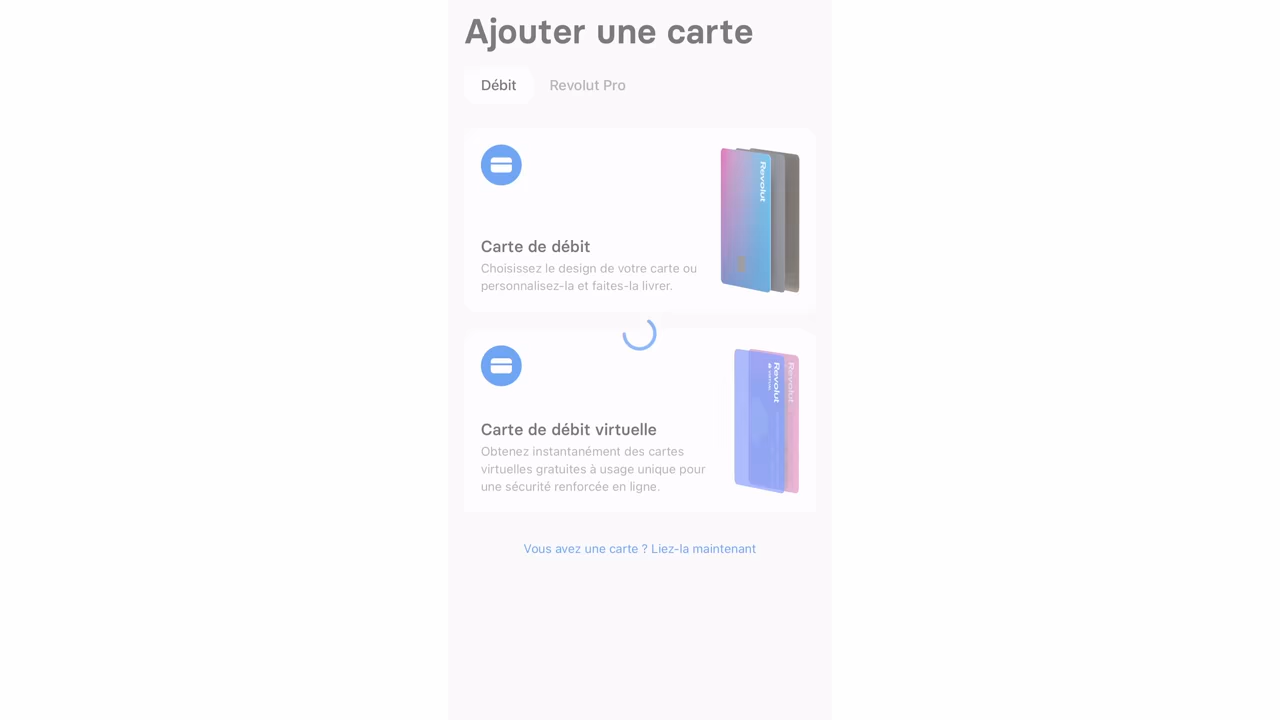 Ajouter une carte
Débit
Revolut Pro
Revolut
Carte de débit
Choisissez le design de votre carte ou
personnalisez-la et faites-la livrer.
Revolut
Revolut
Carte de débit virtuelle
Obtenez instantanément des cartes
virtuelles gratuites à usage unique pour
une sécurité renforcée en ligne.
Vous avez une carte ? Liez-la maintenant